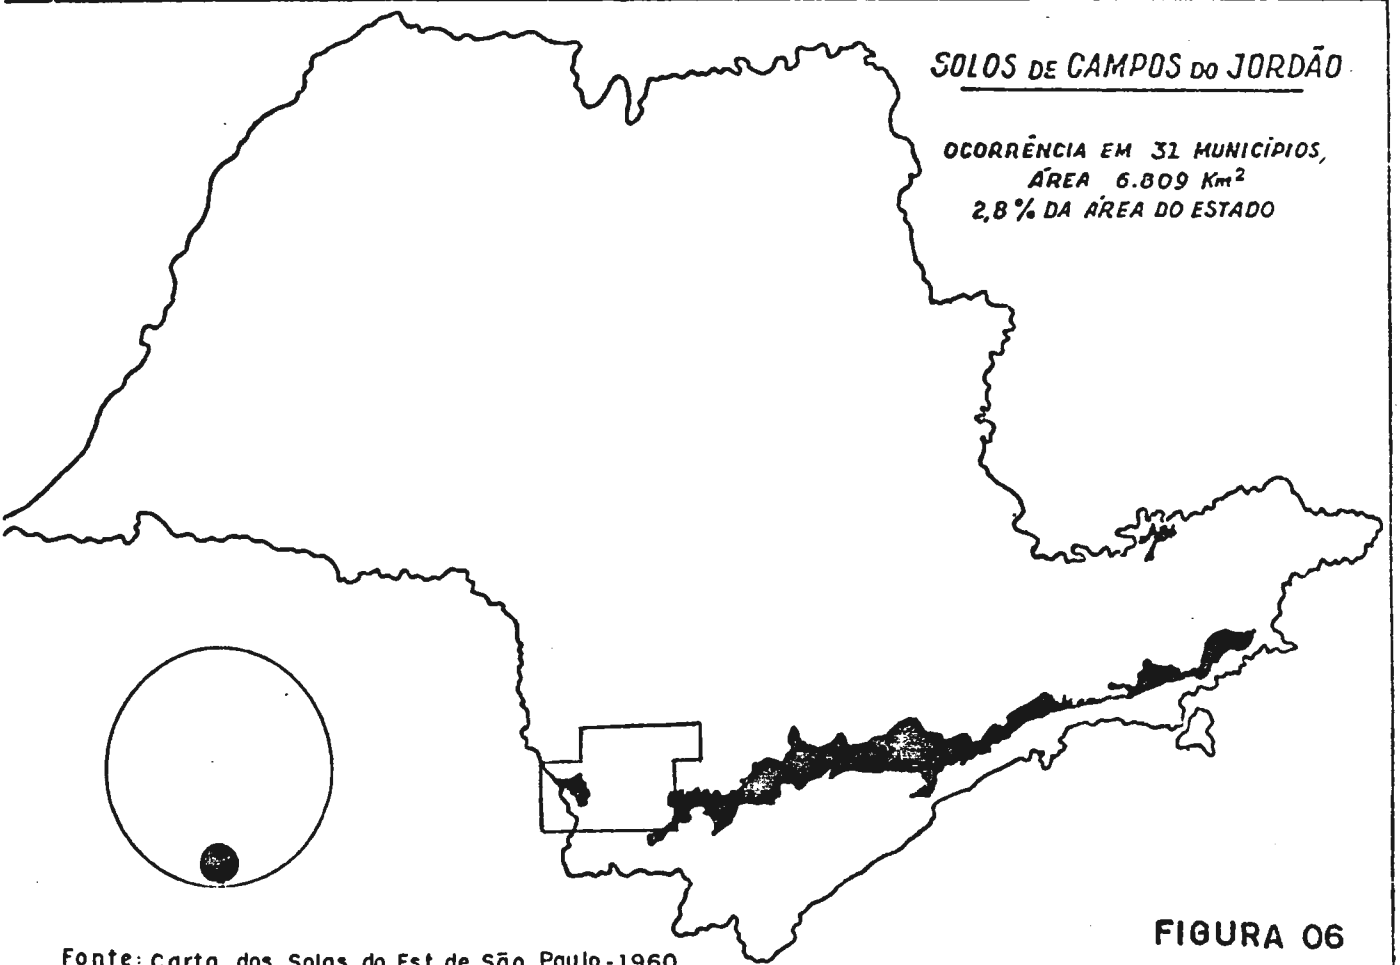 SOLOS DE CAMPOS DO JORDÃO
OCORRÊNCIA EM 31 MUNICÍPIOS,
ÁREA 6.809 Km²
2,8% DA ÁREA DO ESTADO
FIGURA 06
Fonte: Carta dos Solos do Est de São Paulo-1960